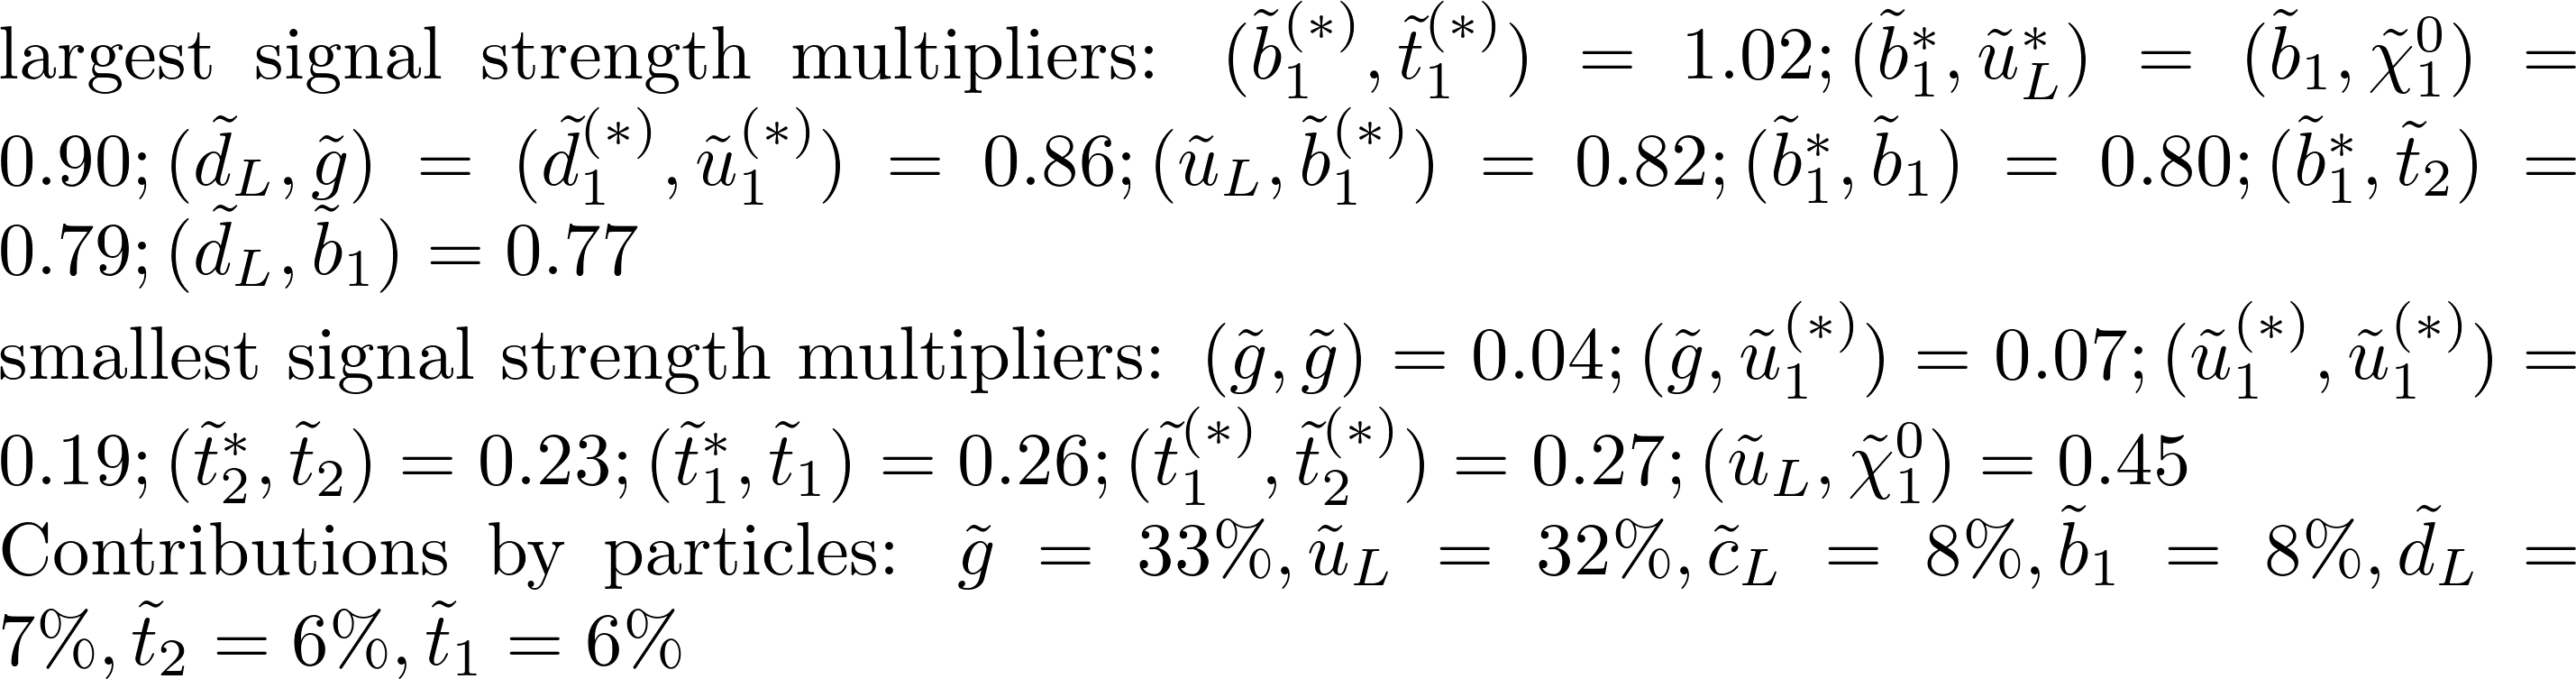 largest signal strength multipliers: $(\tilde{b}_1^{(*)}, \tilde{t}_1^{(*)}) = 1.02; (\tilde{b}_1^*, \tilde{u}_L^*) = (\tilde{b}_1, \tilde{\chi}_1^0) =$
$0.90; (\tilde{d}_L, \tilde{g}) = (\tilde{d}_1^{(*)}, \tilde{u}_1^{(*)}) = 0.86; (\tilde{u}_L, \tilde{b}_1^{(*)}) = 0.82; (\tilde{b}_1^*, \tilde{b}_1) = 0.80; (\tilde{b}_1^*, \tilde{t}_2) =$
$0.79; (\tilde{d}_L, \tilde{b}_1) = 0.77$
smallest signal strength multipliers: $(\tilde{g}, \tilde{g}) = 0.04; (\tilde{g}, \tilde{u}_1^{(*)}) = 0.07; (\tilde{u}_1^{(*)}, \tilde{u}_1^{(*)}) =$
$0.19; (\tilde{t}_2^*, \tilde{t}_2) = 0.23; (\tilde{t}_1^*, \tilde{t}_1) = 0.26; (\tilde{t}_1^{(*)}, \tilde{t}_2^{(*)}) = 0.27; (\tilde{u}_L, \tilde{\chi}_1^0) = 0.45$
Contributions by particles: $\tilde{g} = 33\%, \tilde{u}_L = 32\%, \tilde{c}_L = 8\%, \tilde{b}_1 = 8\%, \tilde{d}_L =$
$7\%, \tilde{t}_2 = 6\%, \tilde{t}_1 = 6\%$